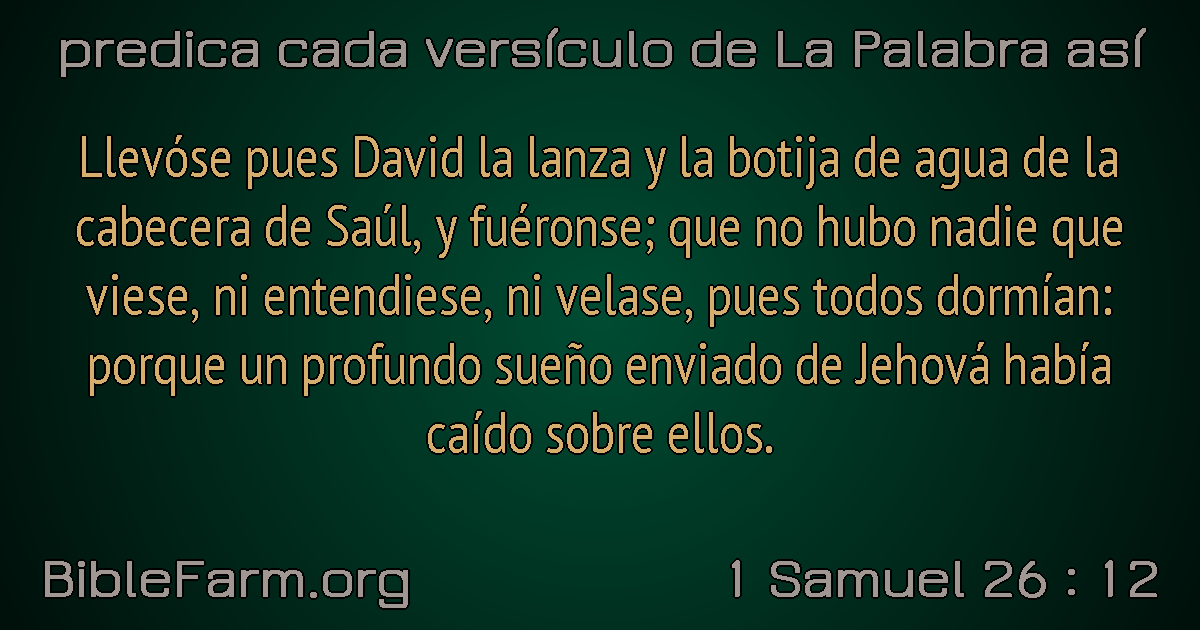 predica cada versículo de La Palabra así
Llevóse pues David la lanza y la botija de agua de la
cabecera de Saúl, y fuéronse; que no hubo nadie que
viese, ni entendiese, ni velase, pues todos dormían:
porque un profundo sueño enviado de Jehová había
caído sobre ellos.
BibleFarm.org
1 Samuel 26 : 12